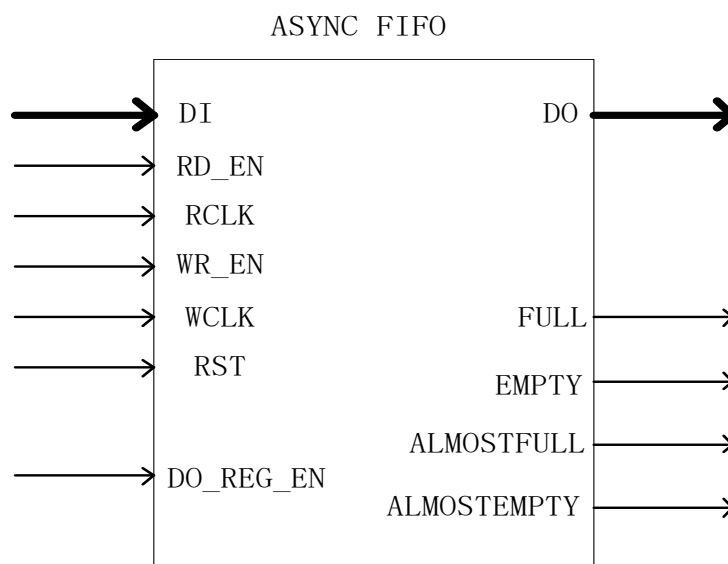 ASYNC FIFO
DI
DO
RD_EN
RCLK
WR_EN
WCLK
FULL
RST
EMPTY
ALMOSTFULL
DO_REG_EN
ALMOSTEMPTY